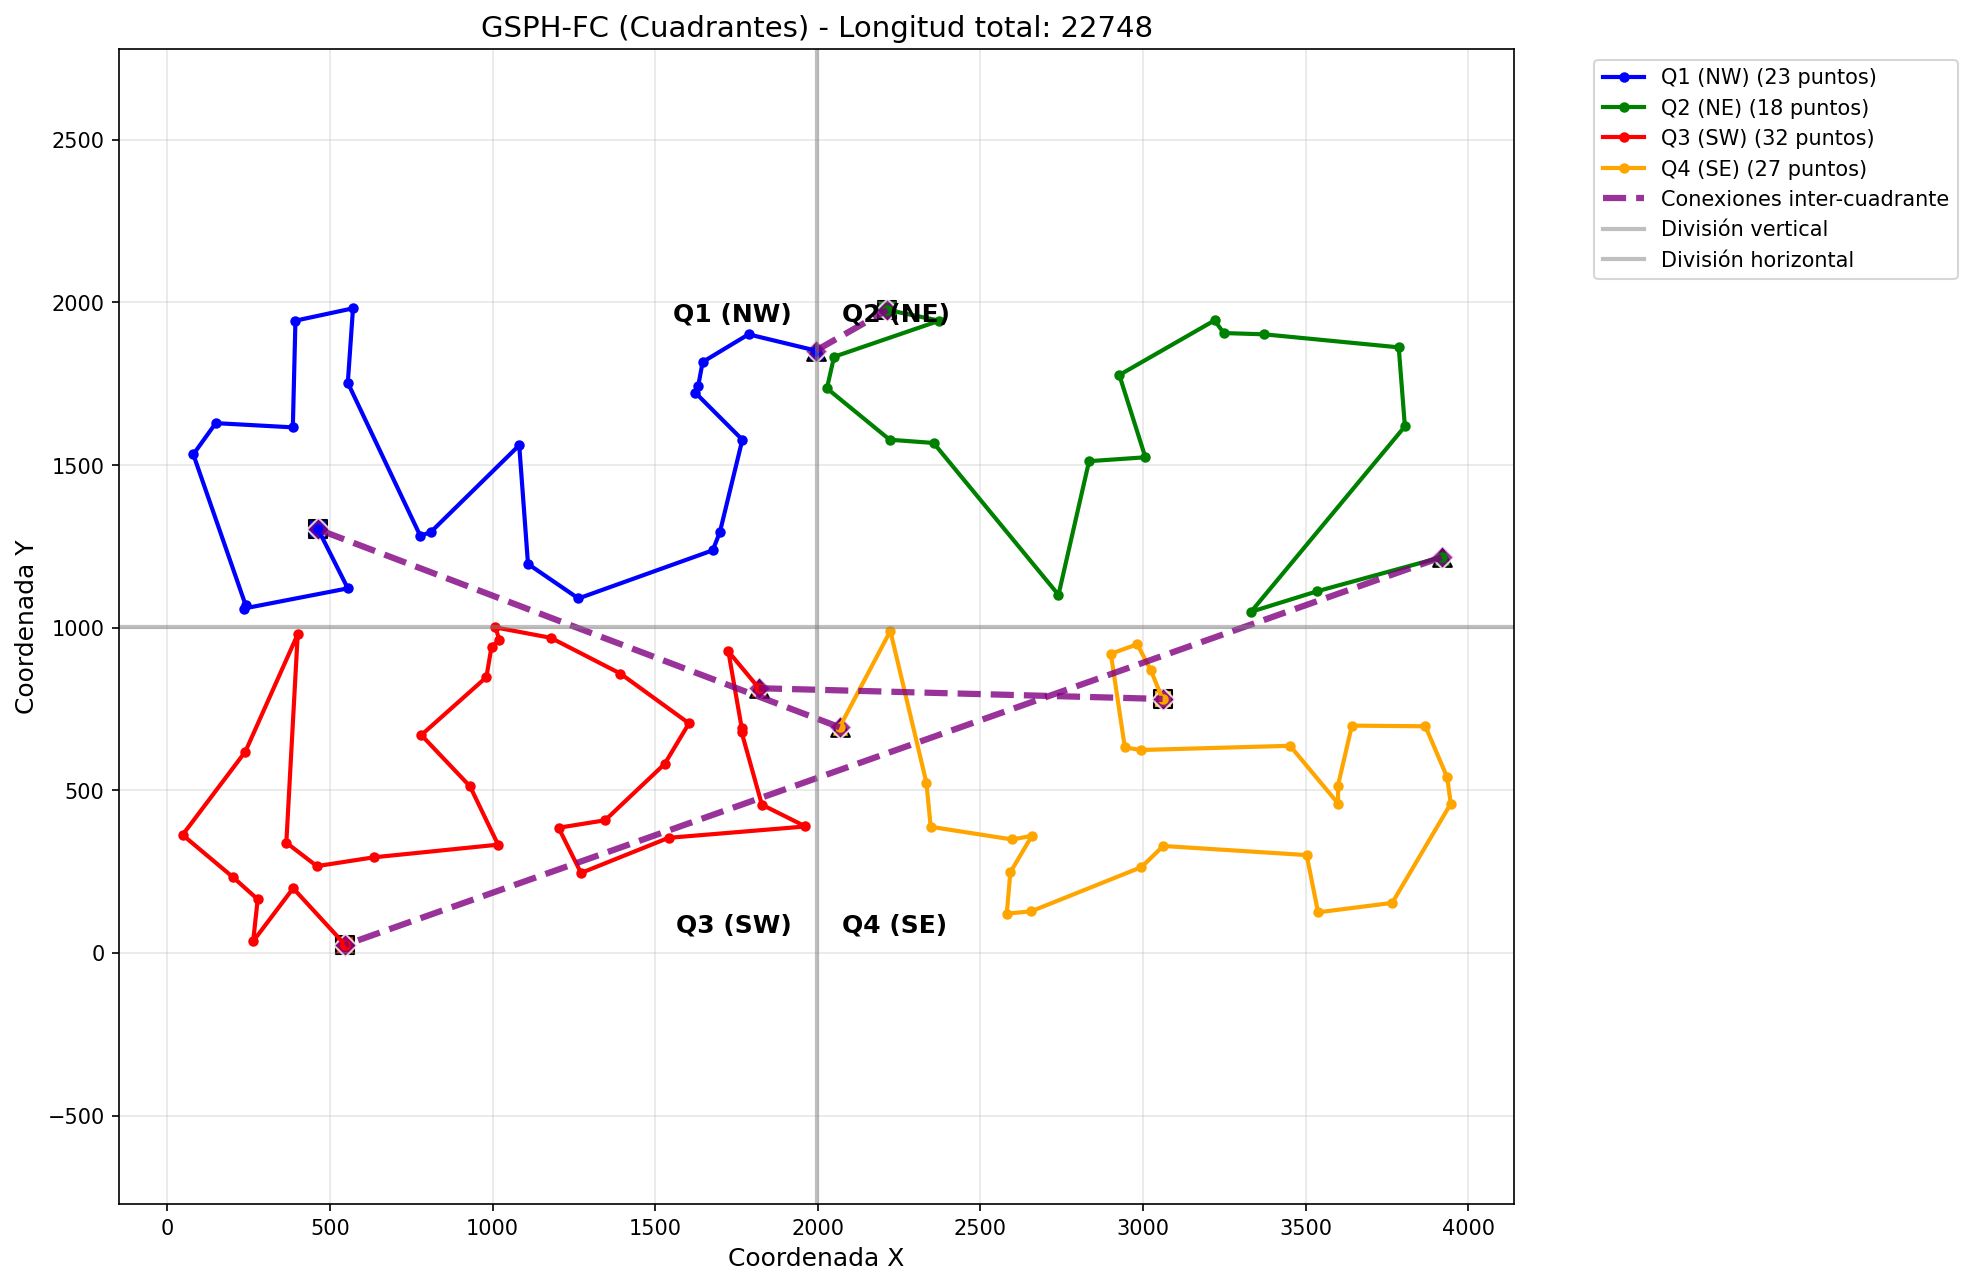 GSPH-FC (Cuadrantes) - Longitud total: 22748
Q1 (NW) (23 puntos)
Q2 (NE) (18 puntos)
Q3 (SW) (32 puntos)
Q4 (SE) (27 puntos)
Conexiones inter-cuadrante
División vertical
División horizontal
Coordenada Y
2500
2000
1500
1000
500
0
−500
Q1 (NW)
Q2 (NE)
Q3 (SW)
Q4 (SE)
0
500
1000
1500
2000
2500
3000
3500
4000
Coordenada X